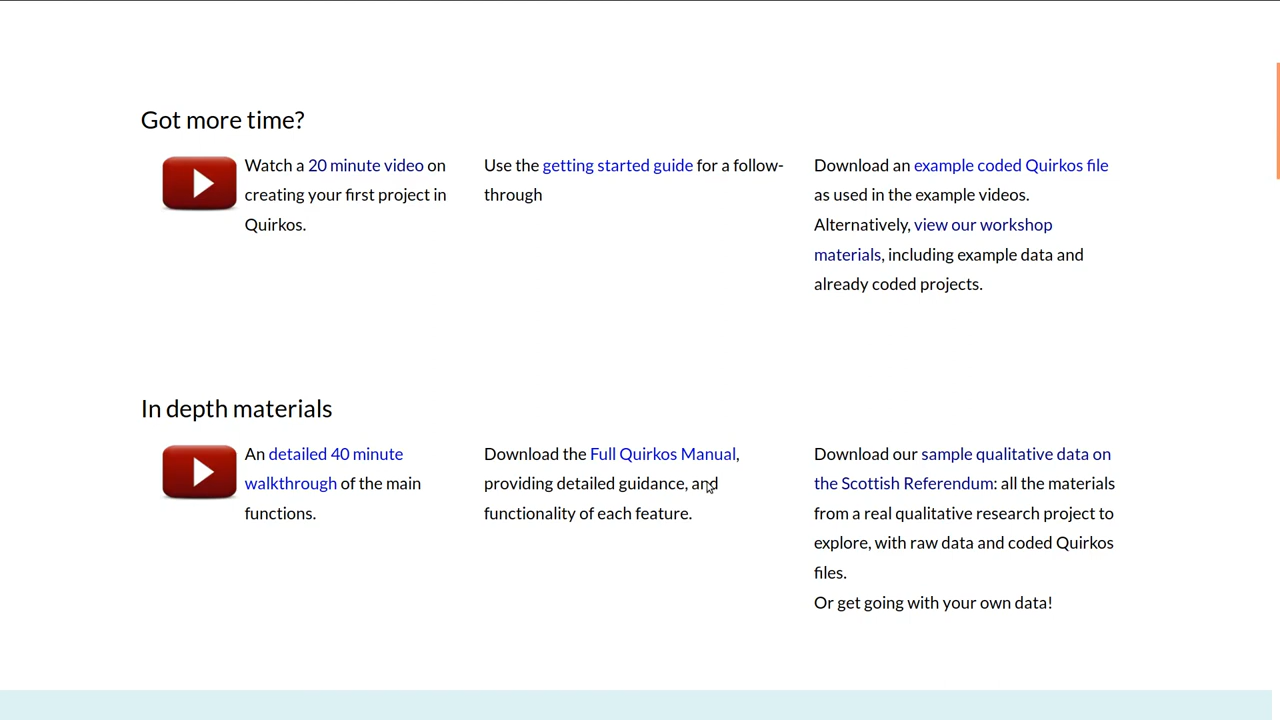 Got more time?
Watch a 20 minute video on
creating your first project in
Quirkos.
Use the getting started guide for a follow-
through
Download an example coded Quirkos file
as used in the example videos.
Alternatively, view our workshop
materials, including example data and
already coded projects.
In depth materials
An detailed 40 minute
walkthrough of the main
functions.
Download the Full Quirkos Manual,
providing detailed guidance, and
functionality of each feature.
Download our sample qualitative data on
the Scottish Referendum: all the materials
from a real qualitative research project to
explore, with raw data and coded Quirkos
files.
Or get going with your own data!